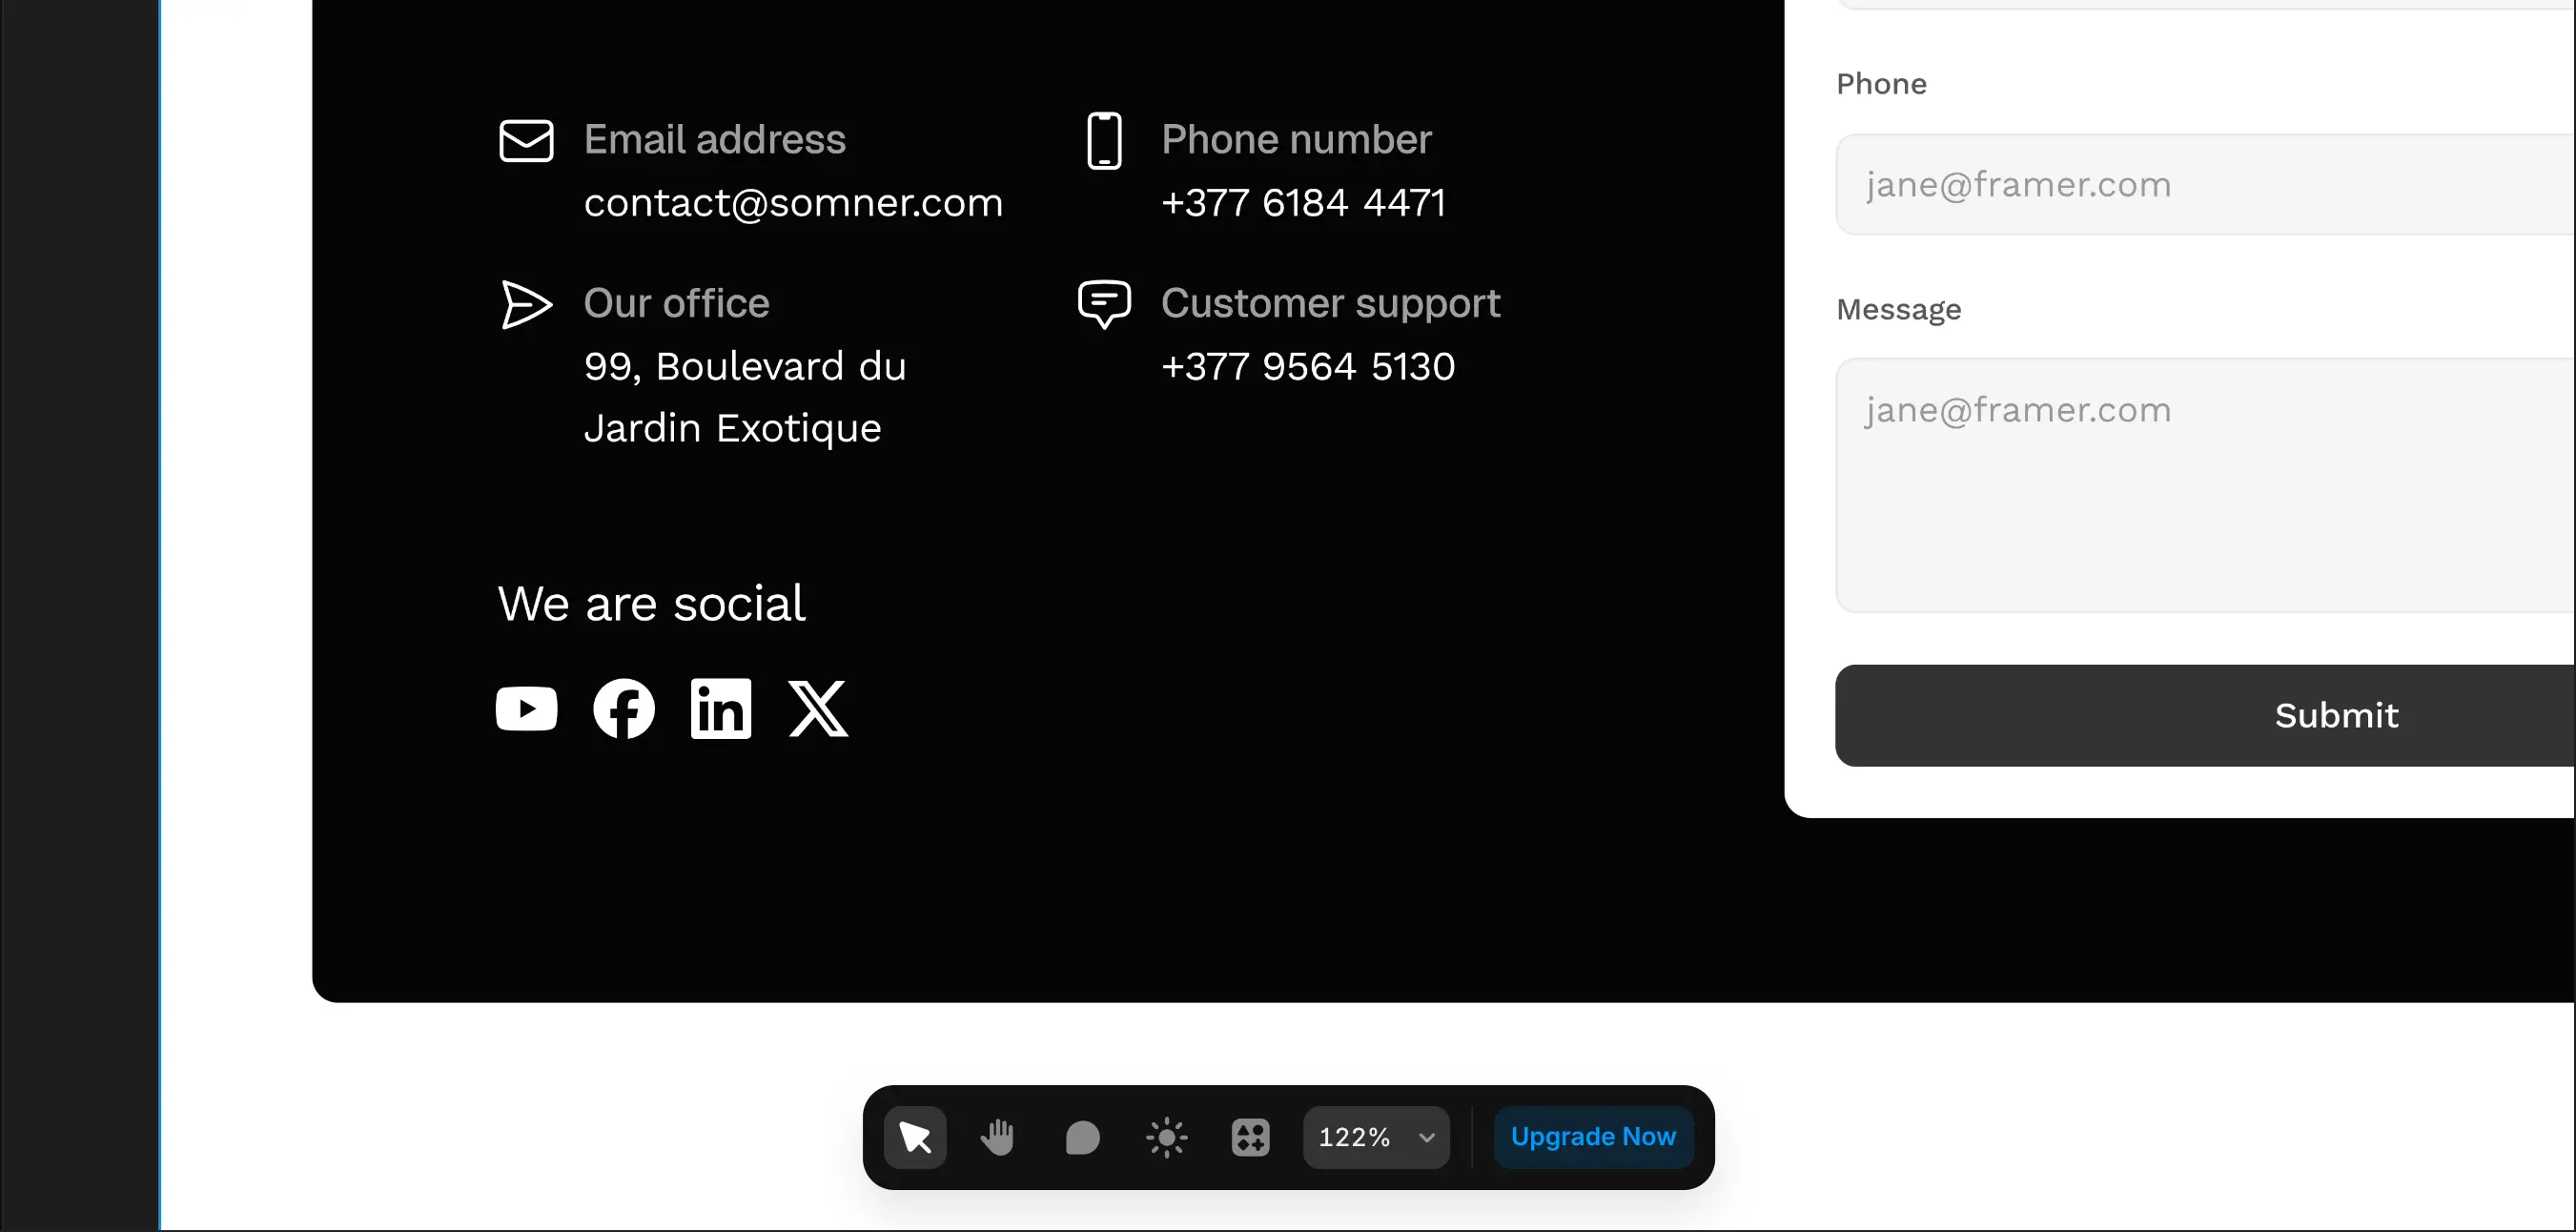 Email address
contact@somner.com
Phone number
+377 6184 4471
Our office
99, Boulevard du
Jardin Exotique
Customer support
+377 9564 5130
We are social
Phone
jane@framer.com
Message
jane@framer.com
Submit
122%
Upgrade Now